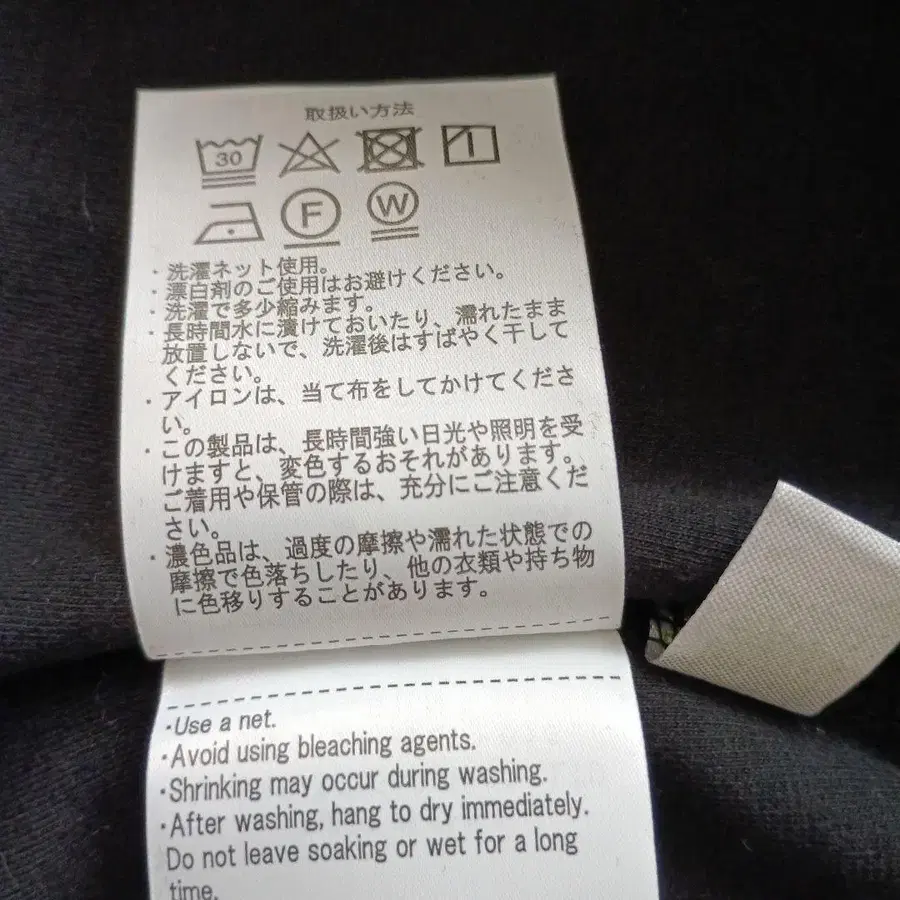 取扱い方法
30
F W
・洗濯ネット使用。
・漂白剤のご使用はお避けください。
・洗濯で多少縮みます。
・長時間水に漬けておいたり、濡れたまま
放置しないで、洗濯後はすばやく干して
ください。
・アイロンは、当て布をしてかけてくださ
い。
・この製品は、長時間強い日光や照明を受
けますと、変色するおそれがあります。
ご着用や保管の際は、充分にご注意くだ
さい。
・濃色品は、過度の摩擦や濡れた状態での
摩擦で色落ちしたり、他の衣類や持ち物
に色移りすることがあります。
・Use a net.
・Avoid using bleaching agents.
・Shrinking may occur during washing.
・After washing, hang to dry immediately.
Do not leave soaking or wet for a long
time.